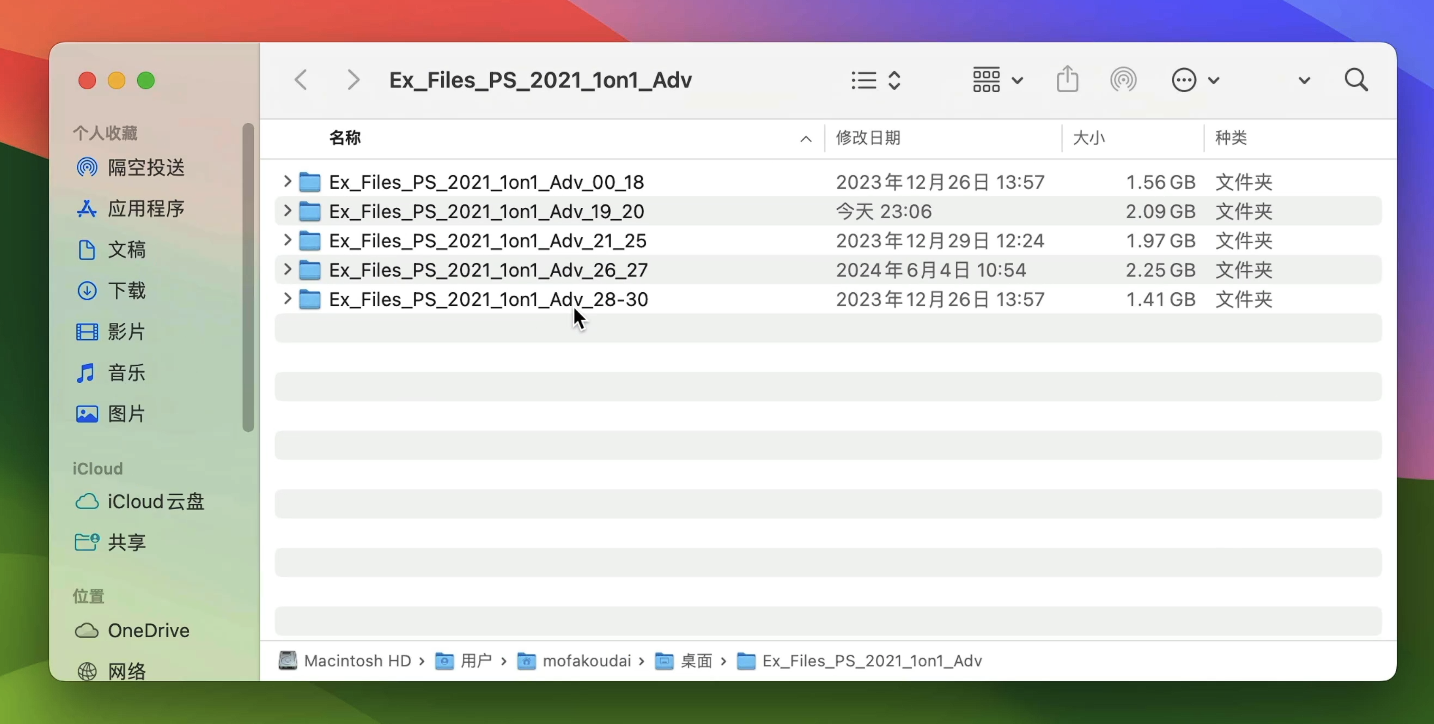 Ex_Files_PS_2021_1on1_Adv
个人收藏
隔空投送
应用程序
文稿
下载
影片
音乐
图片
iCloud
iCloud云盘
共享
位置
OneDrive
网络
名称 修改日期 大小 种类
Ex_Files_PS_2021_1on1_Adv_00_18 2023年12月26日 13:57 1.56 GB 文件夹
Ex_Files_PS_2021_1on1_Adv_19_20 今天 23:06 2.09 GB 文件夹
Ex_Files_PS_2021_1on1_Adv_21_25 2023年12月29日 12:24 1.97 GB 文件夹
Ex_Files_PS_2021_1on1_Adv_26_27 2024年6月4日 10:54 2.25 GB 文件夹
Ex_Files_PS_2021_1on1_Adv_28-30 2023年12月26日 13:57 1.41 GB 文件夹
Macintosh HD › 用户 › mofakoudai › 桌面 › Ex_Files_PS_2021_1on1_Adv